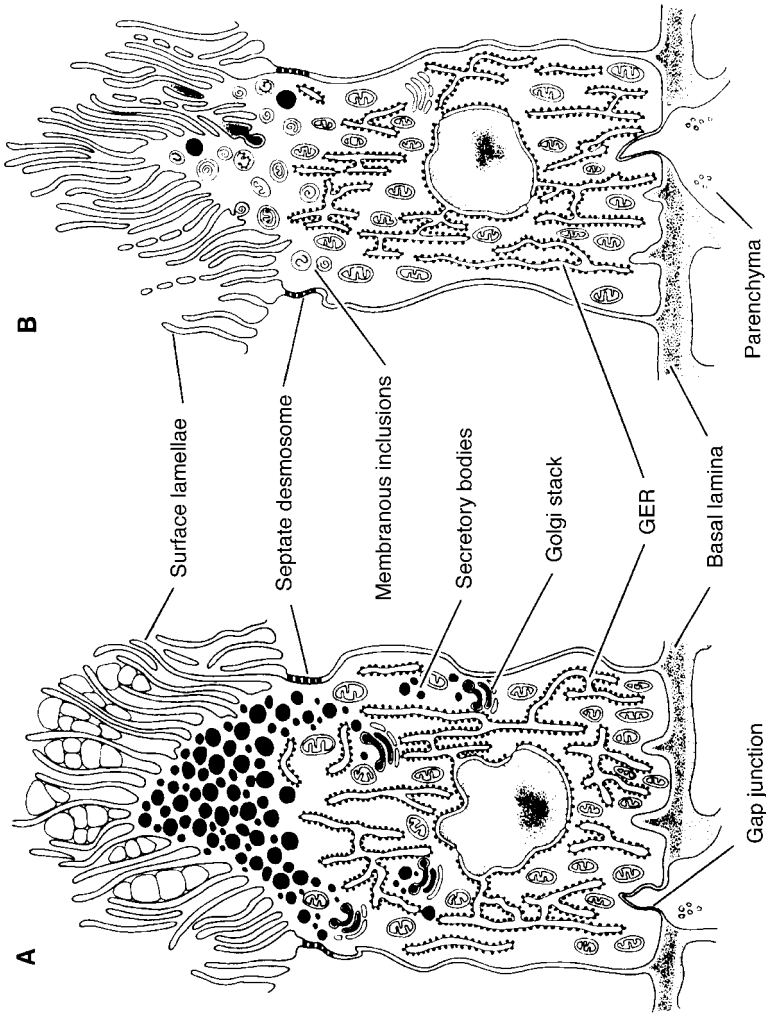 A
B
Surface lamellae
Septate desmosome
Membranous inclusions
Secretory bodies
Golgi stack
GER
Basal lamina
Gap junction
Parenchyma